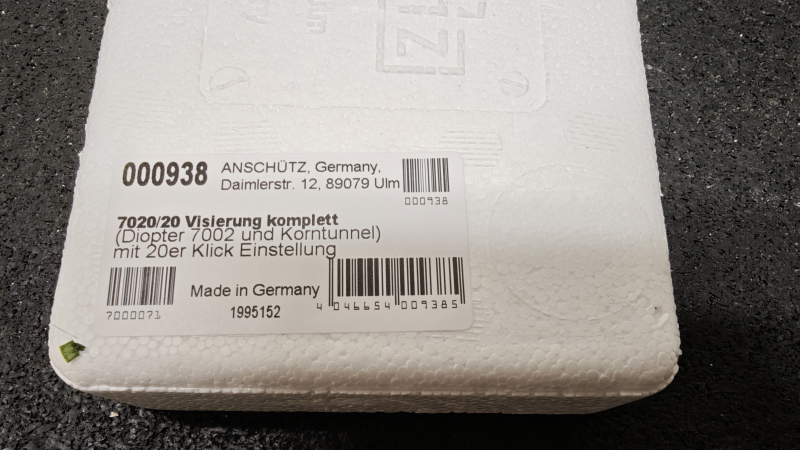 000938
ANSCHÜTZ, Germany,
Daimlerstr. 12, 89079 Ulm
000938
7020/20 Visierung komplett
(Diopter 7002 und Korntunnel)
mit 20er Klick Einstellung
7000071
Made in Germany
1995152
4 046654 009385